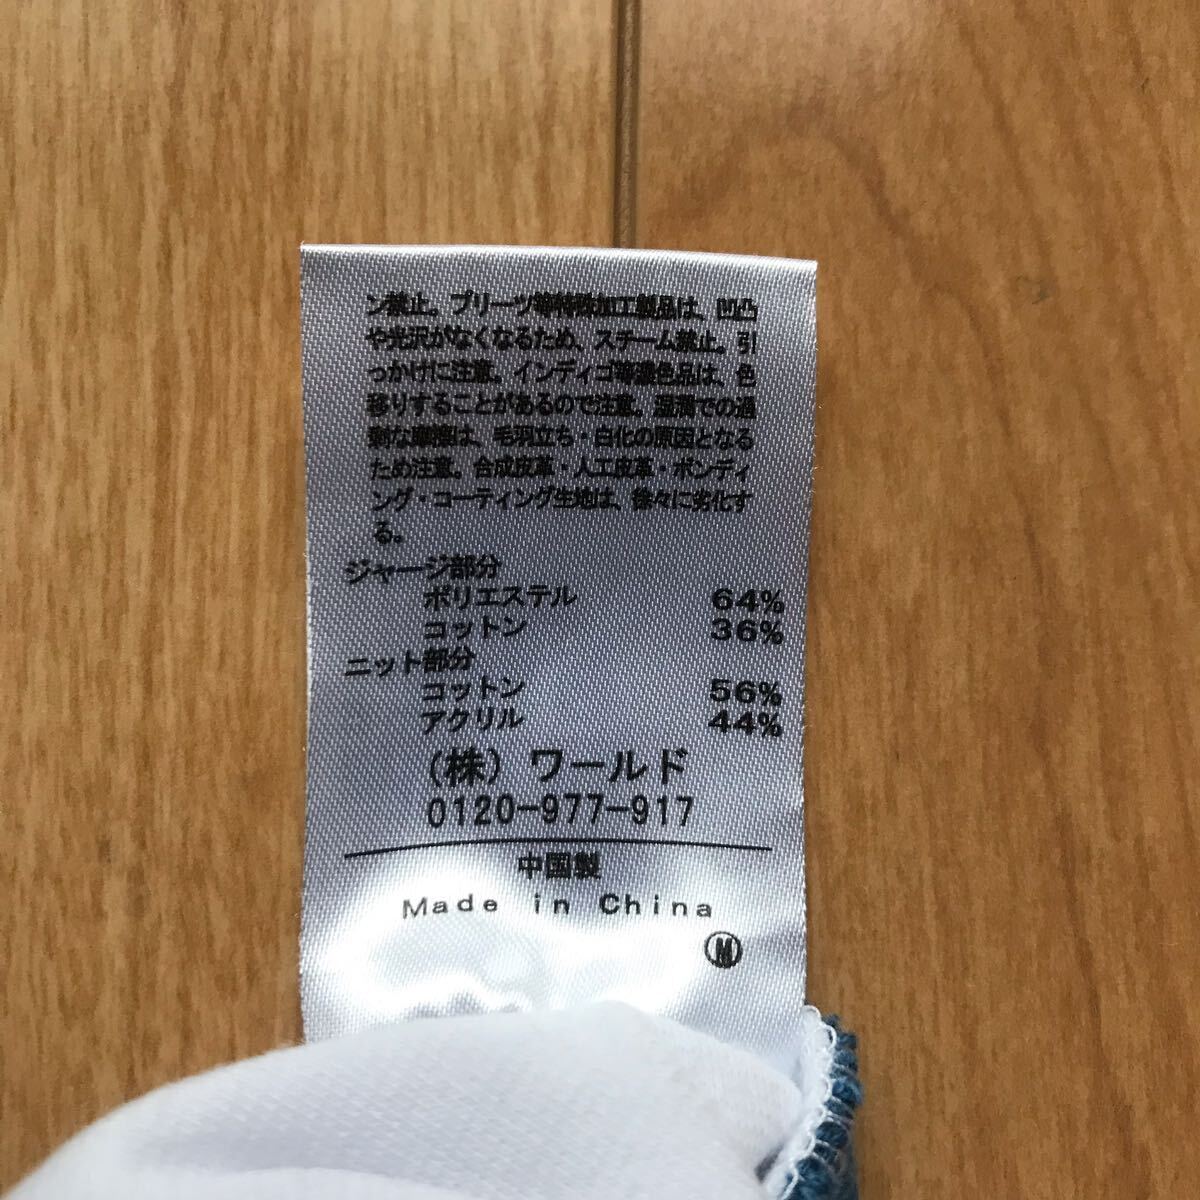 ン禁止。プリーツ等特殊加工製品は、凹凸
や光沢がなくなるため、スチーム禁止。引
っかけに注意。インディゴ等濃色品は、色
移りすることがあるので注意。湿潤での過
剰な摩擦は、毛羽立ち・白化の原因となる
ため注意。合成皮革・人工皮革・ボンディ
ング・コーティング生地は、徐々に劣化す
る。
ジャージ部分
ポリエステル 64%
コットン 36%
ニット部分
コットン 56%
アクリル 44%
(株) ワールド
0120-977-917
中国製
Made in China
M